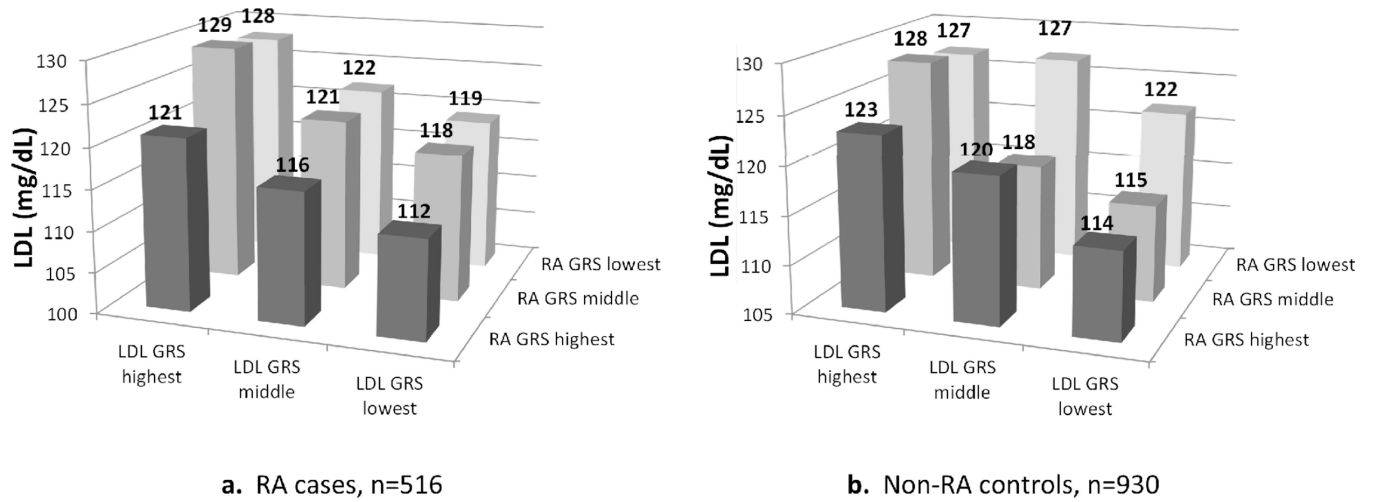 129 128
130
122
125
121
121
119
120
118
116
115
112
110
105
100
LDL (mg/dL)
RA GRS lowest
RA GRS middle
RA GRS highest
LDL GRS
highest
LDL GRS
middle
LDL GRS
lowest
a. RA cases, n=516
128 127
127
130
123
122
125
120
118
120
115
115
114
110
105
LDL (mg/dL)
RA GRS lowest
RA GRS middle
RA GRS highest
LDL GRS
highest
LDL GRS
middle
LDL GRS
lowest
b. Non-RA controls, n=930